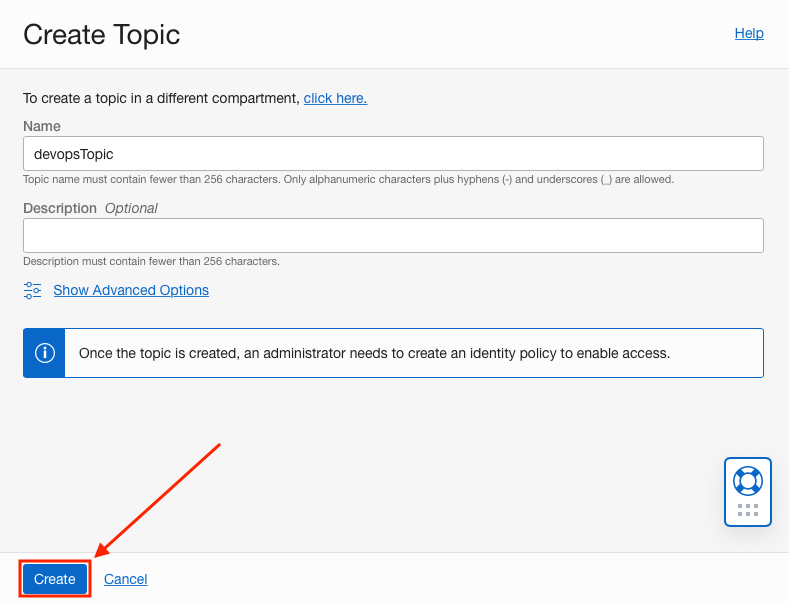 Create Topic
Help
To create a topic in a different compartment, click here.
Name
devopsTopic
Topic name must contain fewer than 256 characters. Only alphanumeric characters plus hyphens (-) and underscores (_) are allowed.
Description Optional
Description must contain fewer than 256 characters.
Show Advanced Options
Once the topic is created, an administrator needs to create an identity policy to enable access.
Create Cancel